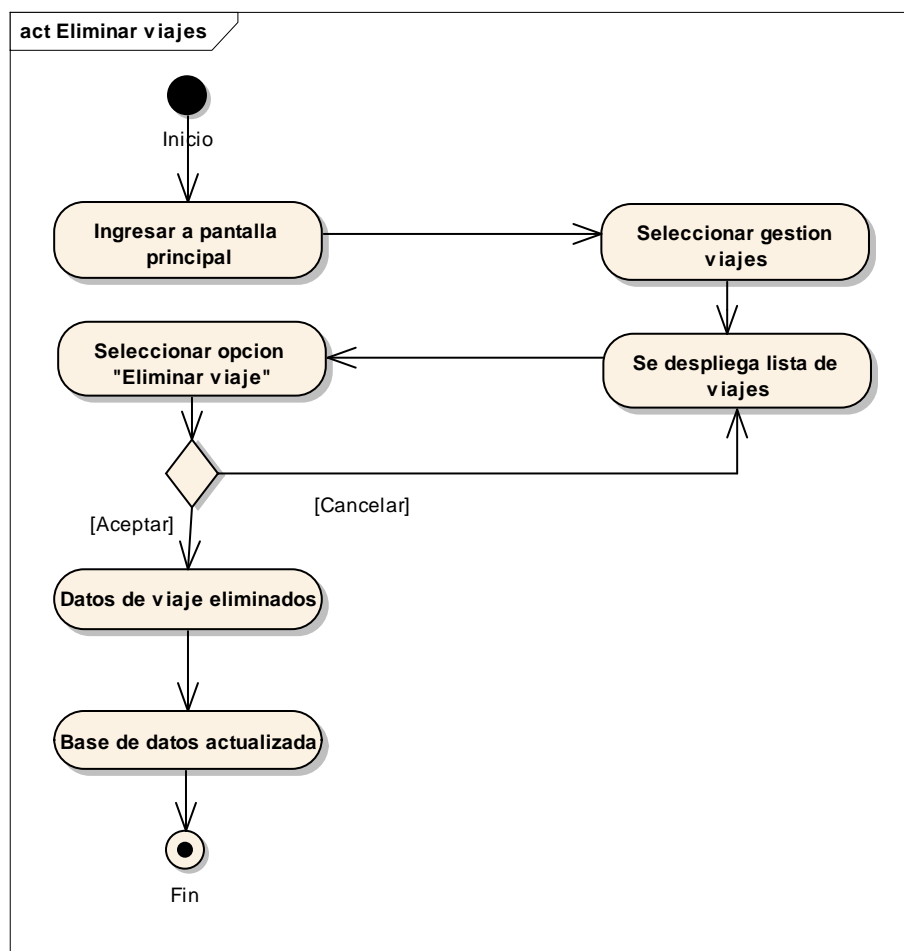 act Eliminar viajes
Inicio
Ingresar a pantalla
principal
Seleccionar gestion
viajes
Seleccionar opcion
"Eliminar viaje"
Se despliega lista de
viajes
[Cancelar]
[Aceptar]
Datos de viaje eliminados
Base de datos actualizada
Fin